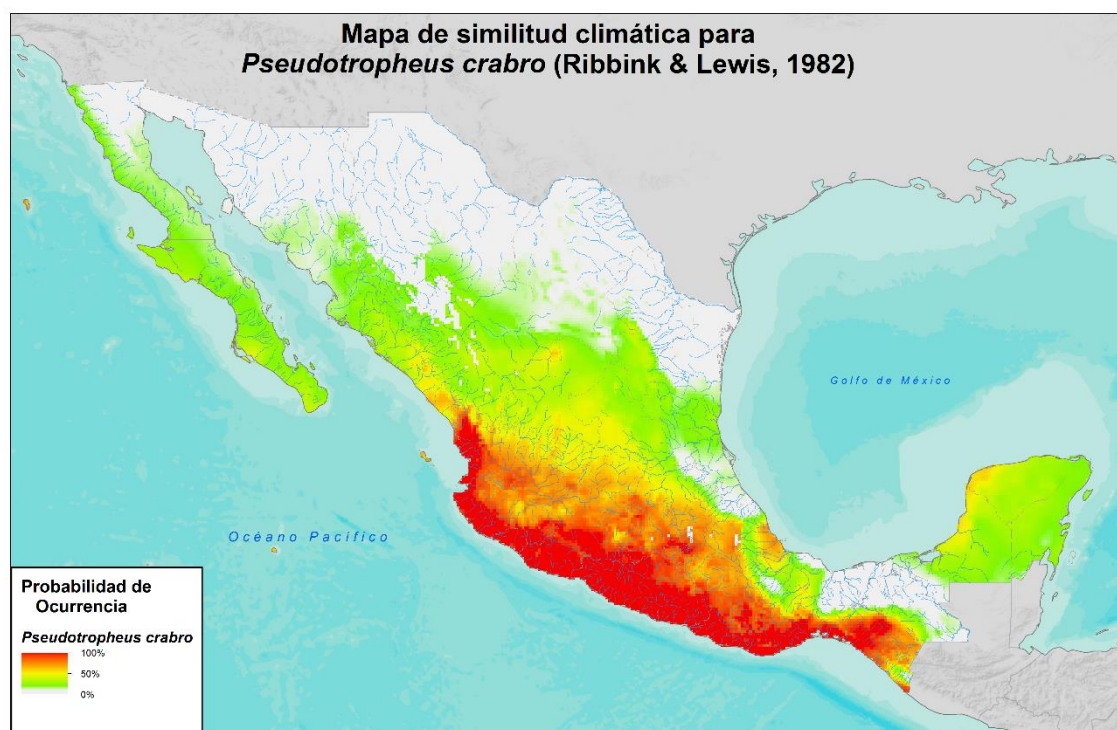 Mapa de similitud climática para
Pseudotropheus crabro (Ribbink & Lewis, 1982)
Golfo de México
Océano Pacífico
Probabilidad de
Ocurrencia
Pseudotropheus crabro
100%
50%
0%